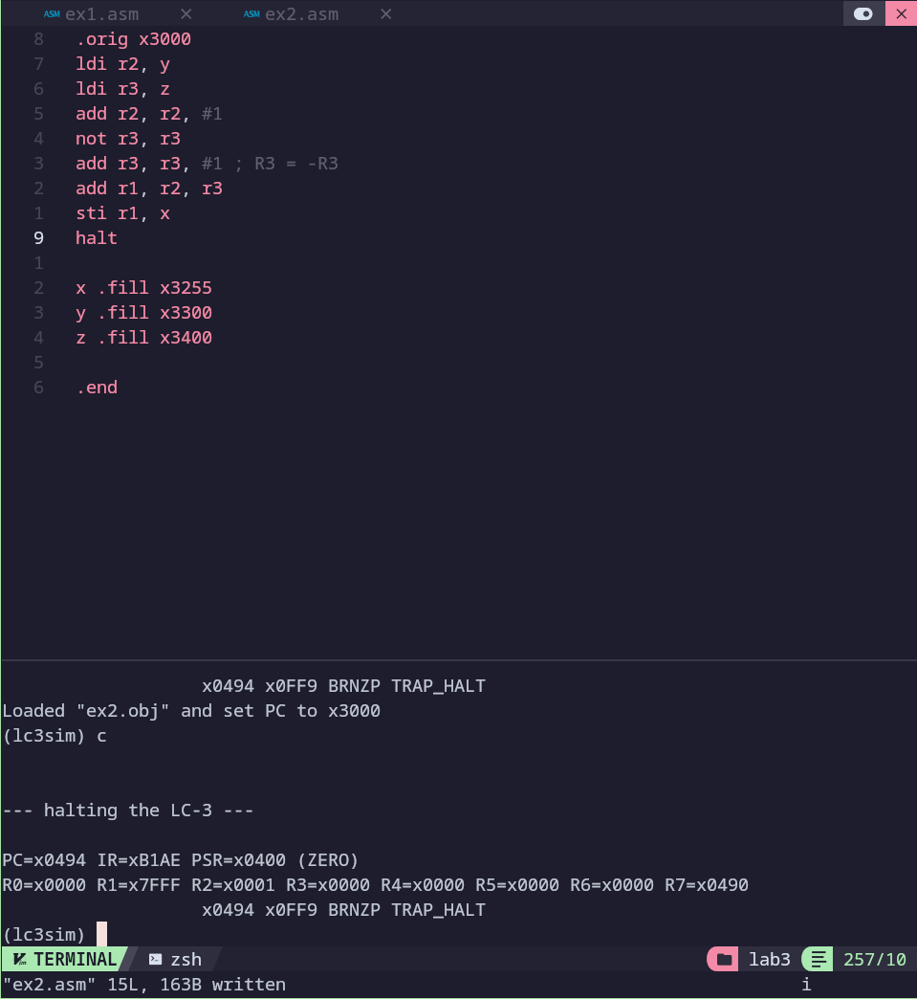 ASM ex1.asm × ASM ex2.asm ×
8 .orig x3000
7 ldi r2, y
6 ldi r3, z
5 add r2, r2, #1
4 not r3, r3
3 add r3, r3, #1 ; R3 = -R3
2 add r1, r2, r3
1 sti r1, x
9 halt
1
2 x .fill x3255
3 y .fill x3300
4 z .fill x3400
5
6 .end
x0494 x0FF9 BRNZP TRAP_HALT
Loaded "ex2.obj" and set PC to x3000
(lc3sim) c
--- halting the LC-3 ---
PC=x0494 IR=xB1AE PSR=x0400 (ZERO)
R0=x0000 R1=x7FFF R2=x0001 R3=x0000 R4=x0000 R5=x0000 R6=x0000 R7=x0490
x0494 x0FF9 BRNZP TRAP_HALT
(lc3sim)
TERMINAL zsh lab3 257/10
"ex2.asm" 15L, 163B written i